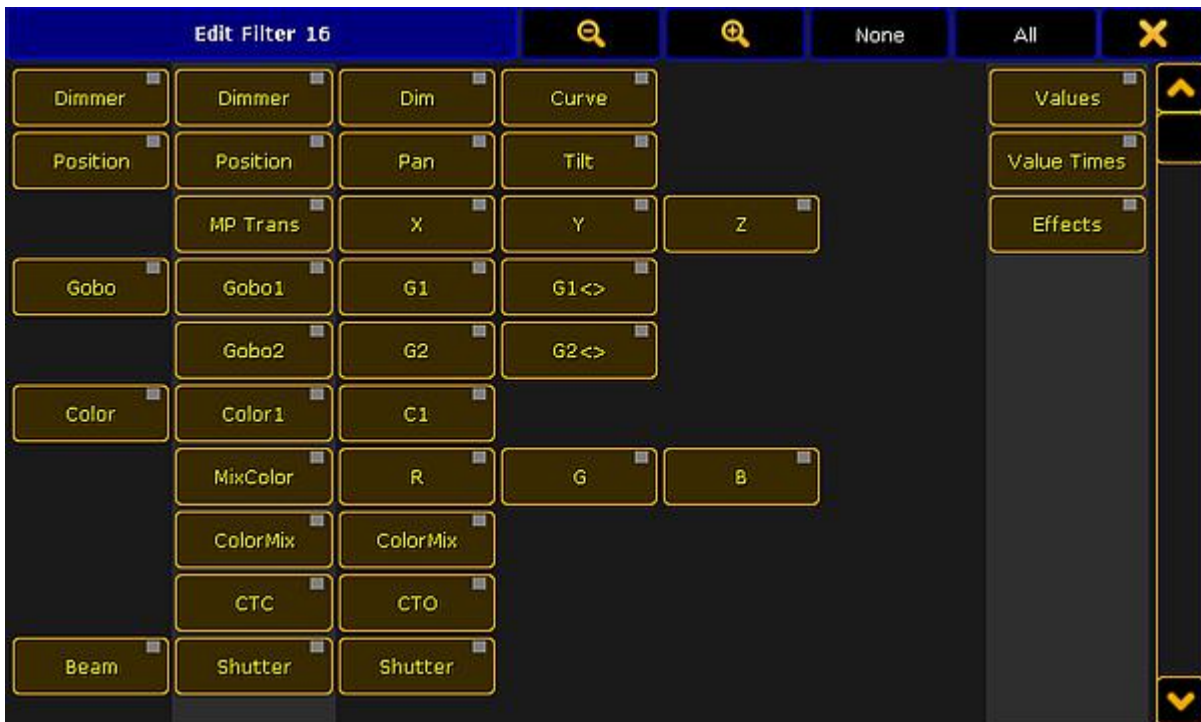 Edit Filter 16 None All
Dimmer Dimmer Dim Curve Values
Position Position Pan Tilt Value Times
MP Trans X Y Z Effects
Gobo Gobo1 G1 G1<>
Gobo2 G2 G2<>
Color Color1 C1
MixColor R G B
ColorMix ColorMix
CTC CTO
Beam Shutter Shutter